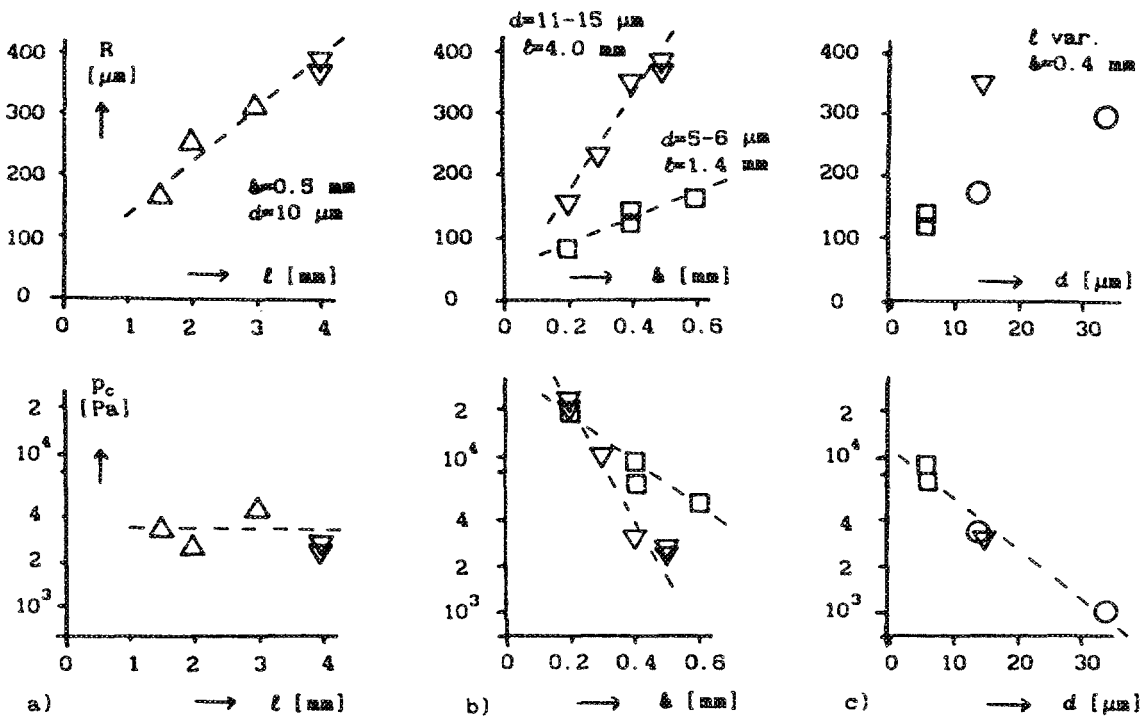 400
300
200
100
0
R
[μm]
=0.5 mm
d=10 μm
ℓ [mm]
0 1 2 3 4
400
300
200
100
0
d=11-15 μm
ℓ=4.0 mm
d=5-6 μm
ℓ=1.4 mm
[mm]
0 0.2 0.4 0.6
400
300
200
100
0
ℓ var.
=0.4 mm
d [μm]
0 10 20 30
2
10⁴
4
2
10³
p_c
[Pa]
0 1 2 3 4
a)
ℓ [mm]
2
10⁴
4
2
10³
0 0.2 0.4 0.6
b)
[mm]
2
10⁴
4
2
10³
0 10 20 30
c)
d [μm]